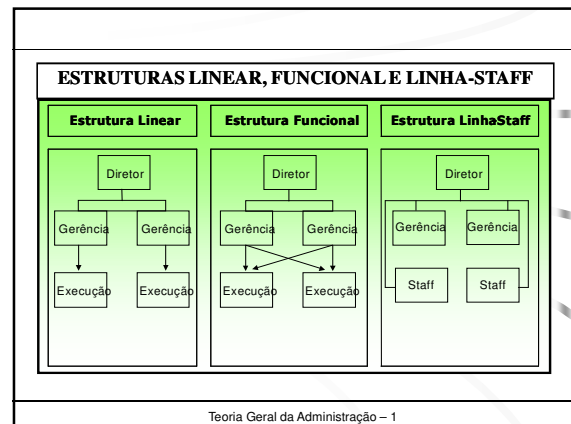 ESTRUTURAS LINEAR, FUNCIONAL E LINHA-STAFF
Estrutura Linear
Estrutura Funcional
Estrutura LinhaStaff
Diretor
Gerência
Gerência
Execução
Execução
Diretor
Gerência
Gerência
Execução
Execução
Diretor
Gerência
Gerência
Staff
Staff
Teoria Geral da Administração – 1